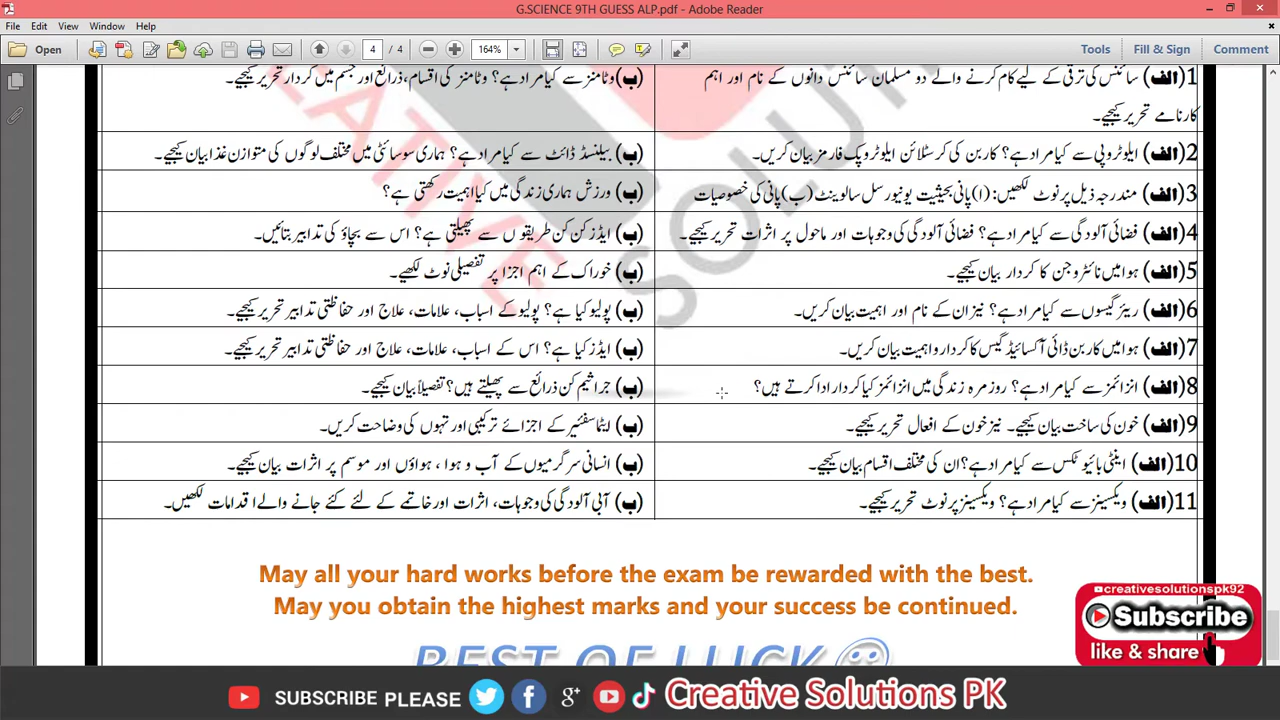 G.SCIENCE 9TH GUESS ALP.pdf - Adobe Reader
File Edit View Window Help
Open 4 / 4 164% Tools Fill & Sign Comment
1(الف) سائنس کی ترقی کے لیے کام کرنے والے دو مسلمان سائنس دانوں کے نام اور اہم
کارنامے تحریر کیجیے۔
(ب) وٹامنز سے کیا مراد ہے؟ وٹامنز کی اقسام، ذرائع اور جسم میں کردار تحریر کیجیے۔
2(الف) ایلوٹروپی سے کیا مراد ہے؟ کاربن کی کرسٹلائن ایلوٹروپک فارمز بیان کریں۔
(ب) بیلنسڈ ڈائٹ سے کیا مراد ہے؟ ہماری سوسائٹی میں مختلف لوگوں کی متوازن غذا بیان کیجیے۔
3(الف) مندرجہ ذیل پر نوٹ لکھیں: (ا) پانی بحیثیت یونیورسل سالوینٹ (ب) پانی کی خصوصیات
(ب) ورزش ہماری زندگی میں کیا اہمیت رکھتی ہے؟
4(الف) فضائی آلودگی سے کیا مراد ہے؟ فضائی آلودگی کی وجوہات اور ماحول پر اثرات تحریر کیجیے۔
(ب) ایڈز کن کن طریقوں سے پھیلتی ہے؟ اس سے بچاؤ کی تدابیر بتائیں۔
5(الف) ہوا میں نائٹروجن کا کردار بیان کیجیے۔
(ب) خوراک کے اہم اجزا پر تفصیلی نوٹ لکھیے۔
6(الف) ریئر گیسوں سے کیا مراد ہے؟ نیز ان کے نام اور اہمیت بیان کریں۔
(ب) پولیو کیا ہے؟ پولیو کے اسباب، علامات، علاج اور حفاظتی تدابیر تحریر کیجیے۔
7(الف) ہوا میں کاربن ڈائی آکسائیڈ گیس کا کردار و اہمیت بیان کریں۔
(ب) ایڈز کیا ہے؟ اس کے اسباب، علامات، علاج اور حفاظتی تدابیر تحریر کیجیے۔
8(الف) انزائمز سے کیا مراد ہے؟ روز مرہ زندگی میں انزائمز کیا کردار ادا کرتے ہیں؟
(ب) جراثیم کن ذرائع سے پھیلتے ہیں؟ تفصیلاً بیان کیجیے۔
9(الف) خون کی ساخت بیان کیجیے۔ نیز خون کے افعال تحریر کیجیے۔
(ب) ایٹماسفئیر کے اجزائے ترکیبی اور تہوں کی وضاحت کریں۔
10(الف) اینٹی بائیوٹکس سے کیا مراد ہے؟ ان کی مختلف اقسام بیان کیجیے۔
(ب) انسانی سرگرمیوں کے آب و ہوا، ہواؤں اور موسم پر اثرات بیان کیجیے۔
11(الف) ویکسینز سے کیا مراد ہے؟ ویکسینز پر نوٹ تحریر کیجیے۔
(ب) آبی آلودگی کی وجوہات، اثرات اور خاتمے کے لئے کئے جانے والے اقدامات لکھیں۔
May all your hard works before the exam be rewarded with the best.
May you obtain the highest marks and your success be continued.
BEST OF LUCK
creativesolutionspk92
Subscribe
like & share
SUBSCRIBE PLEASE Creative Solutions PK